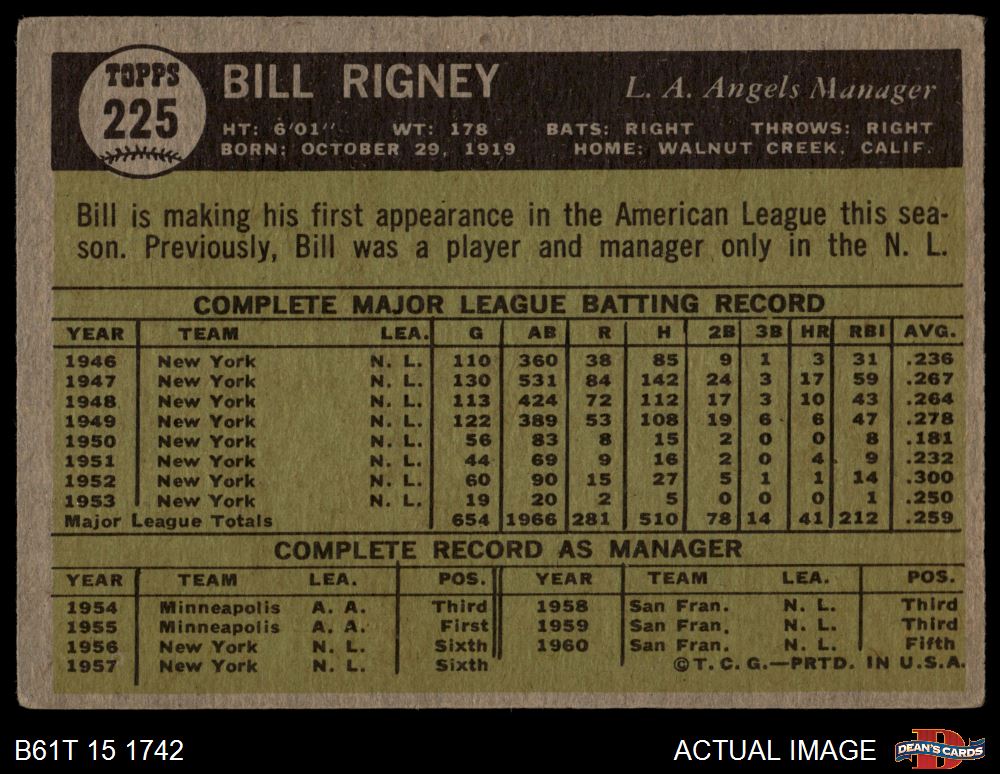 TOPPS
225
BILL RIGNEY
L. A. Angels Manager
HT: 6'01" WT: 178 BATS: RIGHT THROWS: RIGHT
BORN: OCTOBER 29, 1919 HOME: WALNUT CREEK, CALIF.
Bill is making his first appearance in the American League this sea-
son. Previously, Bill was a player and manager only in the N. L.
COMPLETE MAJOR LEAGUE BATTING RECORD
YEAR TEAM LEA. G AB R H 2B 3B HR RBI AVG.
1946 New York N. L. 110 360 38 85 9 1 3 31 .236
1947 New York N. L. 130 531 84 142 24 3 17 59 .267
1948 New York N. L. 113 424 72 112 17 3 10 43 .264
1949 New York N. L. 122 389 53 108 19 6 6 47 .278
1950 New York N. L. 56 83 8 15 2 0 0 8 .181
1951 New York N. L. 44 69 9 16 2 0 4 9 .232
1952 New York N. L. 60 90 15 27 5 1 1 14 .300
1953 New York N. L. 19 20 2 5 0 0 0 1 .250
Major League Totals 654 1966 281 510 78 14 41 212 .259
COMPLETE RECORD AS MANAGER
YEAR TEAM LEA. POS. YEAR TEAM LEA. POS.
1954 Minneapolis A. A. Third 1958 San Fran. N. L. Third
1955 Minneapolis A. A. First 1959 San Fran. N. L. Third
1956 New York N. L. Sixth 1960 San Fran. N. L. Fifth
1957 New York N. L. Sixth ©T. C. G.—PRTD. IN U.S.A.
B61T 15 1742
ACTUAL IMAGE
DEAN'S CARDS